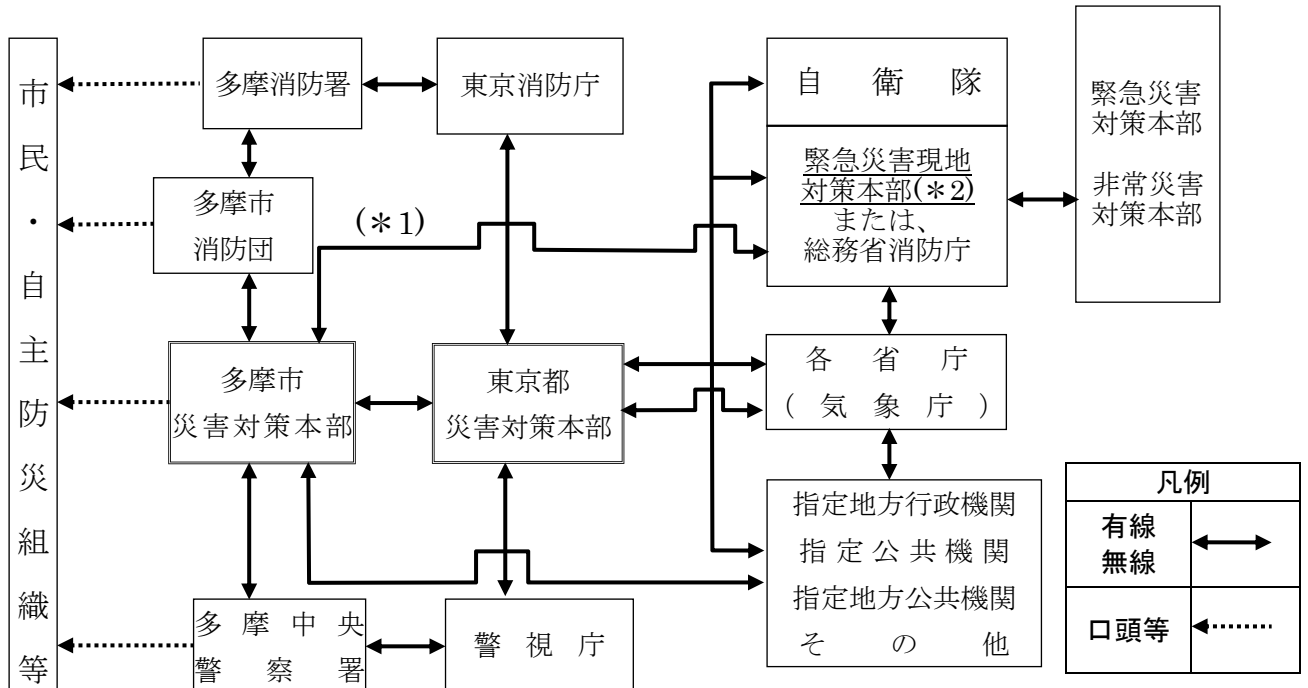 市民・自主防災組織等
多摩消防署
東京消防庁
自衛隊
緊急災害
対策本部
非常災害
対策本部
緊急災害現地
対策本部(*2)
または、
総務省消防庁
多摩市
消防団
(*1)
多摩市
災害対策本部
東京都
災害対策本部
各省庁
(気象庁)
指定地方行政機関
指定公共機関
指定地方公共機関
その他
凡例
有線
無線
口頭等
多摩中央
警察署
警視庁